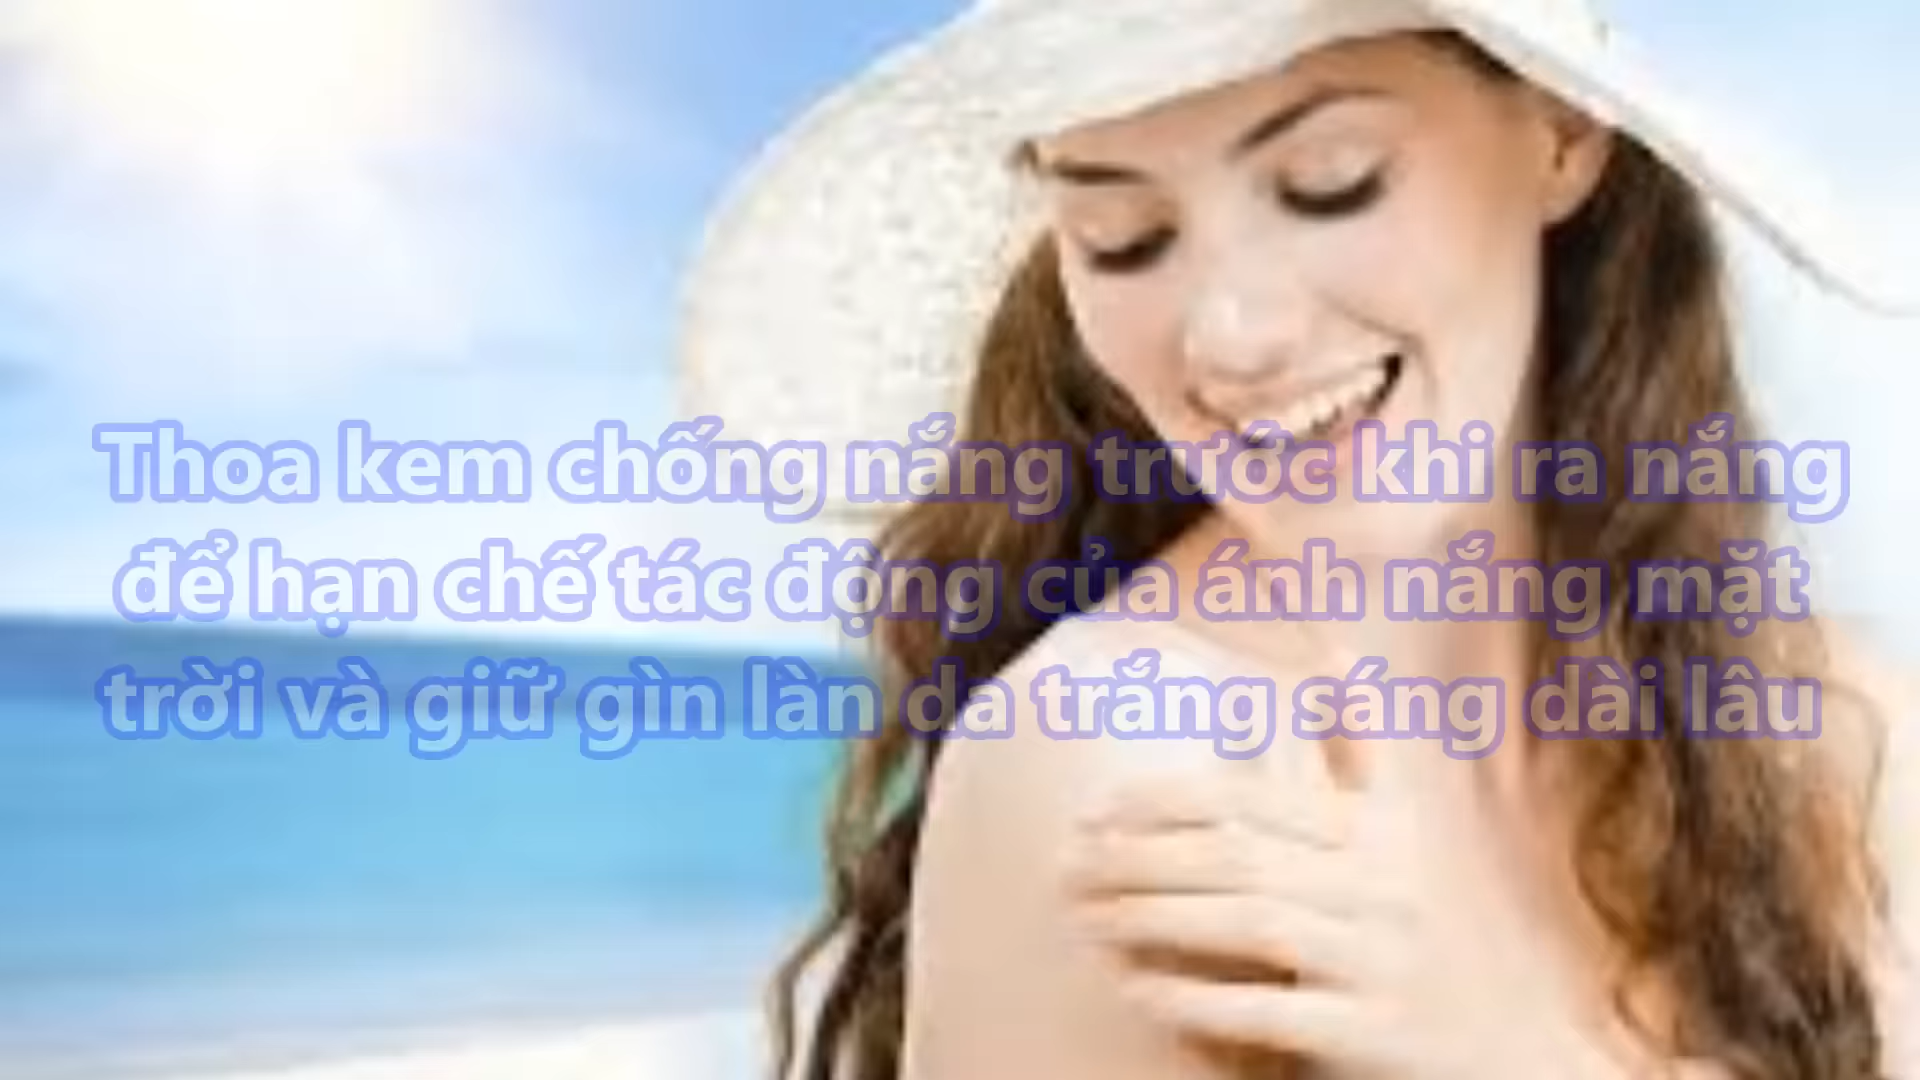 Thoa kem chống nắng trước khi ra nắng
để hạn chế tác động của ánh nắng mặt
trời và giữ gìn làn da trắng sáng dài lâu